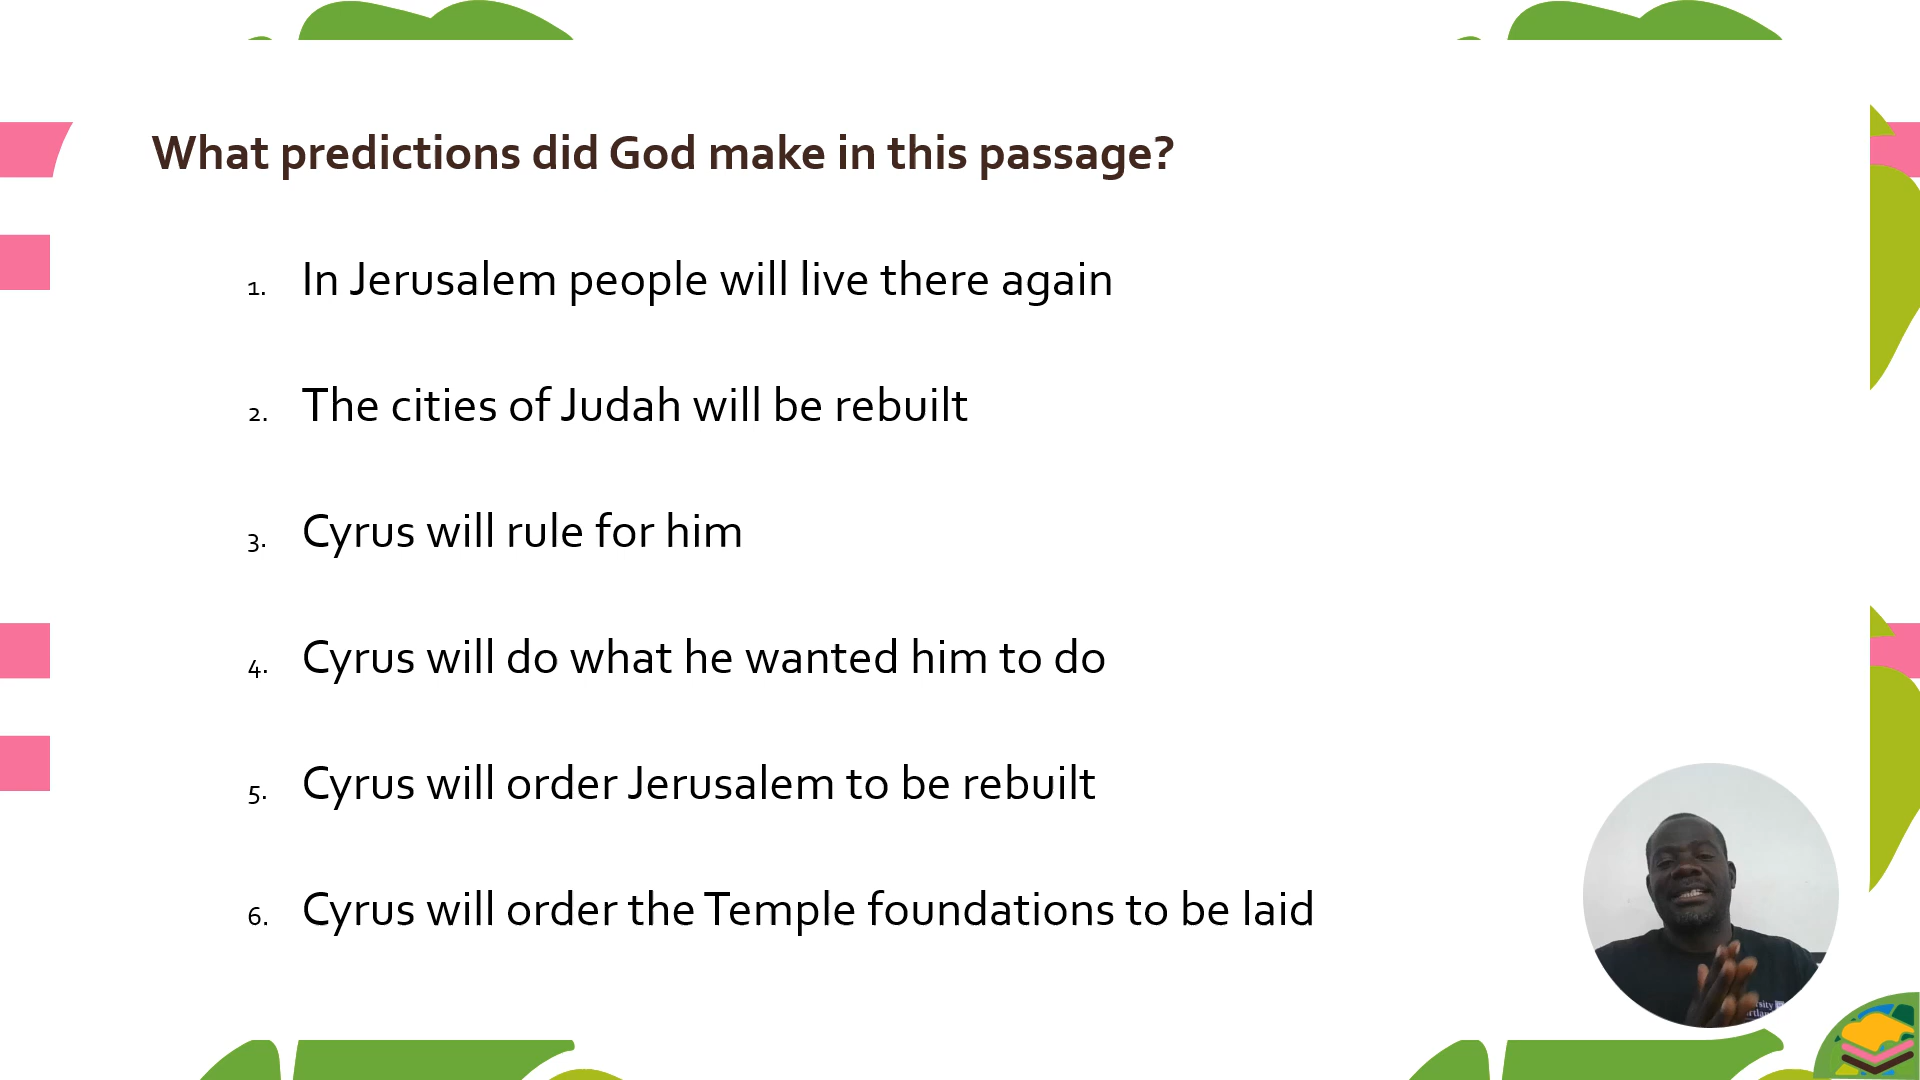 What predictions did God make in this passage?
1. In Jerusalem people will live there again
2. The cities of Judah will be rebuilt
3. Cyrus will rule for him
4. Cyrus will do what he wanted him to do
5. Cyrus will order Jerusalem to be rebuilt
6. Cyrus will order the Temple foundations to be laid